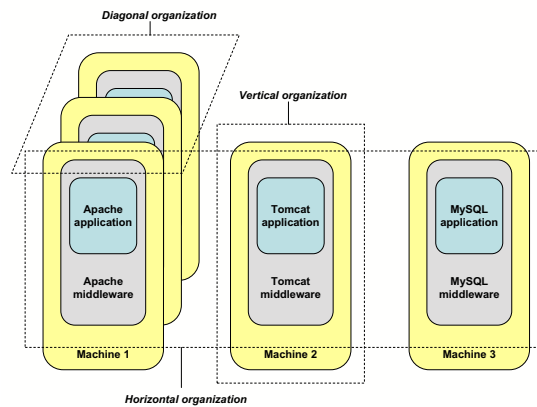 Diagonal organization
Vertical organization
Apache
application
Tomcat
application
MySQL
application
Apache
middleware
Tomcat
middleware
MySQL
middleware
Machine 1
Machine 2
Machine 3
Horizontal organization